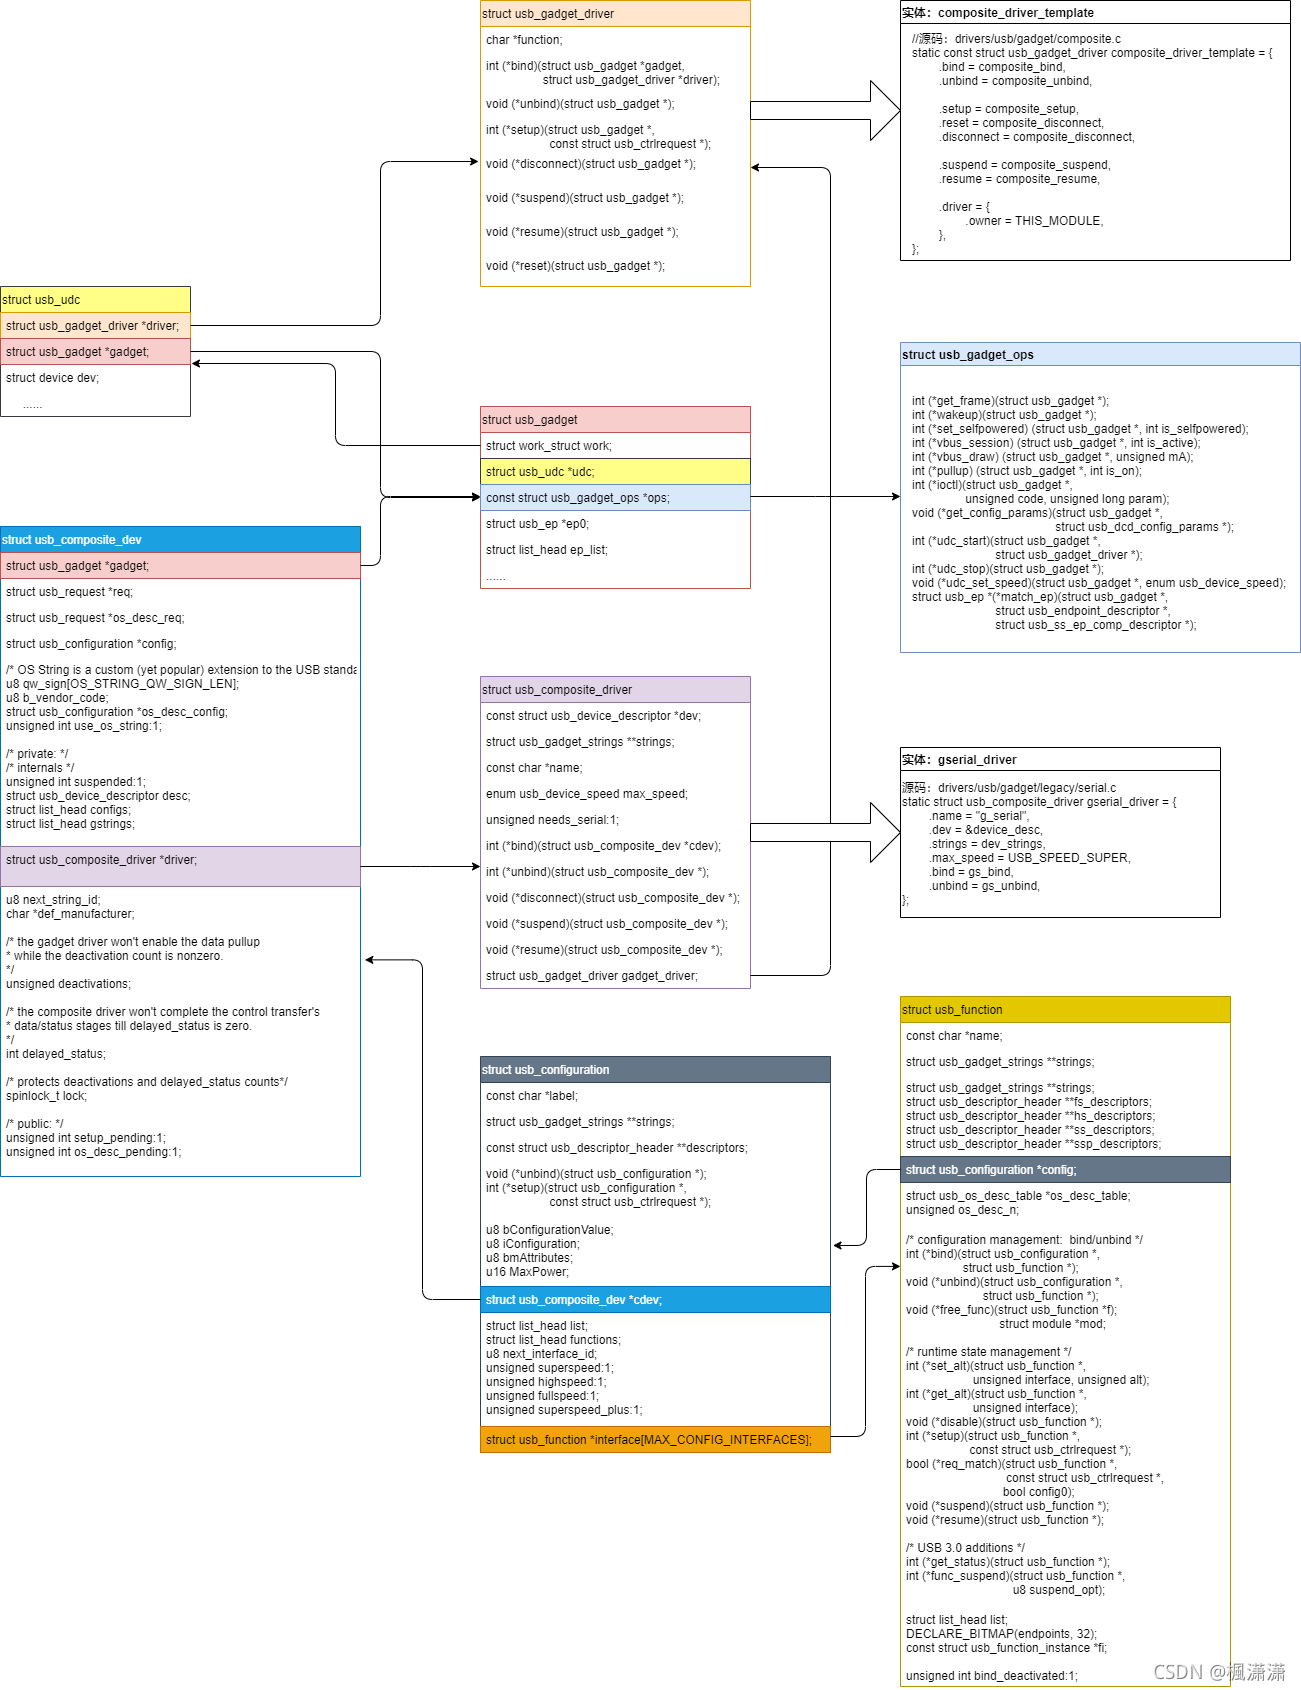 struct usb_gadget_driver
char *function;
int (*bind)(struct usb_gadget *gadget,
struct usb_gadget_driver *driver);
void (*unbind)(struct usb_gadget *);
int (*setup)(struct usb_gadget *,
const struct usb_ctrlrequest *);
void (*disconnect)(struct usb_gadget *);
void (*suspend)(struct usb_gadget *);
void (*resume)(struct usb_gadget *);
void (*reset)(struct usb_gadget *);
实体：composite_driver_template
//源码：drivers/usb/gadget/composite.c
static const struct usb_gadget_driver composite_driver_template = {
.bind = composite_bind,
.unbind = composite_unbind,
.setup = composite_setup,
.reset = composite_disconnect,
.disconnect = composite_disconnect,
.suspend = composite_suspend,
.resume = composite_resume,
.driver = {
.owner = THIS_MODULE,
},
};
struct usb_udc
struct usb_gadget_driver *driver;
struct usb_gadget *gadget;
struct device dev;
......
struct usb_gadget
struct work_struct work;
struct usb_udc *udc;
const struct usb_gadget_ops *ops;
struct usb_ep *ep0;
struct list_head ep_list;
......
struct usb_gadget_ops
int (*get_frame)(struct usb_gadget *);
int (*wakeup)(struct usb_gadget *);
int (*set_selfpowered) (struct usb_gadget *, int is_selfpowered);
int (*vbus_session) (struct usb_gadget *, int is_active);
int (*vbus_draw) (struct usb_gadget *, unsigned mA);
int (*pullup) (struct usb_gadget *, int is_on);
int (*ioctl)(struct usb_gadget *,
unsigned code, unsigned long param);
void (*get_config_params)(struct usb_gadget *,
struct usb_dcd_config_params *);
int (*udc_start)(struct usb_gadget *,
struct usb_gadget_driver *);
int (*udc_stop)(struct usb_gadget *);
void (*udc_set_speed)(struct usb_gadget *, enum usb_device_speed);
struct usb_ep *(*match_ep)(struct usb_gadget *,
struct usb_endpoint_descriptor *,
struct usb_ss_ep_comp_descriptor *);
struct usb_composite_dev
struct usb_gadget *gadget;
struct usb_request *req;
struct usb_request *os_desc_req;
struct usb_configuration *config;
/* OS String is a custom (yet popular) extension to the USB standa
u8 qw_sign[OS_STRING_QW_SIGN_LEN];
u8 b_vendor_code;
struct usb_configuration *os_desc_config;
unsigned int use_os_string:1;
/* private: */
/* internals */
unsigned int suspended:1;
struct usb_device_descriptor desc;
struct list_head configs;
struct list_head gstrings;
struct usb_composite_driver *driver;
u8 next_string_id;
char *def_manufacturer;
/* the gadget driver won't enable the data pullup
* while the deactivation count is nonzero.
*/
unsigned deactivations;
/* the composite driver won't complete the control transfer's
* data/status stages till delayed_status is zero.
*/
int delayed_status;
/* protects deactivations and delayed_status counts*/
spinlock_t lock;
/* public: */
unsigned int setup_pending:1;
unsigned int os_desc_pending:1;
struct usb_composite_driver
const struct usb_device_descriptor *dev;
struct usb_gadget_strings **strings;
const char *name;
enum usb_device_speed max_speed;
unsigned needs_serial:1;
int (*bind)(struct usb_composite_dev *cdev);
int (*unbind)(struct usb_composite_dev *);
void (*disconnect)(struct usb_composite_dev *);
void (*suspend)(struct usb_composite_dev *);
void (*resume)(struct usb_composite_dev *);
struct usb_gadget_driver gadget_driver;
实体：gserial_driver
源码：drivers/usb/gadget/legacy/serial.c
static struct usb_composite_driver gserial_driver = {
.name = "g_serial",
.dev = &device_desc,
.strings = dev_strings,
.max_speed = USB_SPEED_SUPER,
.bind = gs_bind,
.unbind = gs_unbind,
};
struct usb_configuration
const char *label;
struct usb_gadget_strings **strings;
const struct usb_descriptor_header **descriptors;
void (*unbind)(struct usb_configuration *);
int (*setup)(struct usb_configuration *,
const struct usb_ctrlrequest *);
u8 bConfigurationValue;
u8 iConfiguration;
u8 bmAttributes;
u16 MaxPower;
struct usb_composite_dev *cdev;
struct list_head list;
struct list_head functions;
u8 next_interface_id;
unsigned superspeed:1;
unsigned highspeed:1;
unsigned fullspeed:1;
unsigned superspeed_plus:1;
struct usb_function *interface[MAX_CONFIG_INTERFACES];
struct usb_function
const char *name;
struct usb_gadget_strings **strings;
struct usb_gadget_strings **strings;
struct usb_descriptor_header **fs_descriptors;
struct usb_descriptor_header **hs_descriptors;
struct usb_descriptor_header **ss_descriptors;
struct usb_descriptor_header **ssp_descriptors;
struct usb_configuration *config;
struct usb_os_desc_table *os_desc_table;
unsigned os_desc_n;
/* configuration management:  bind/unbind */
int (*bind)(struct usb_configuration *,
struct usb_function *);
void (*unbind)(struct usb_configuration *,
struct usb_function *);
void (*free_func)(struct usb_function *f);
struct module *mod;
/* runtime state management */
int (*set_alt)(struct usb_function *,
unsigned interface, unsigned alt);
int (*get_alt)(struct usb_function *,
unsigned interface);
void (*disable)(struct usb_function *);
int (*setup)(struct usb_function *,
const struct usb_ctrlrequest *);
bool (*req_match)(struct usb_function *,
const struct usb_ctrlrequest *,
bool config0);
void (*suspend)(struct usb_function *);
void (*resume)(struct usb_function *);
/* USB 3.0 additions */
int (*get_status)(struct usb_function *);
int (*func_suspend)(struct usb_function *,
u8 suspend_opt);
struct list_head list;
DECLARE_BITMAP(endpoints, 32);
const struct usb_function_instance *fi;
unsigned int bind_deactivated:1;
CSDN @楓潇潇